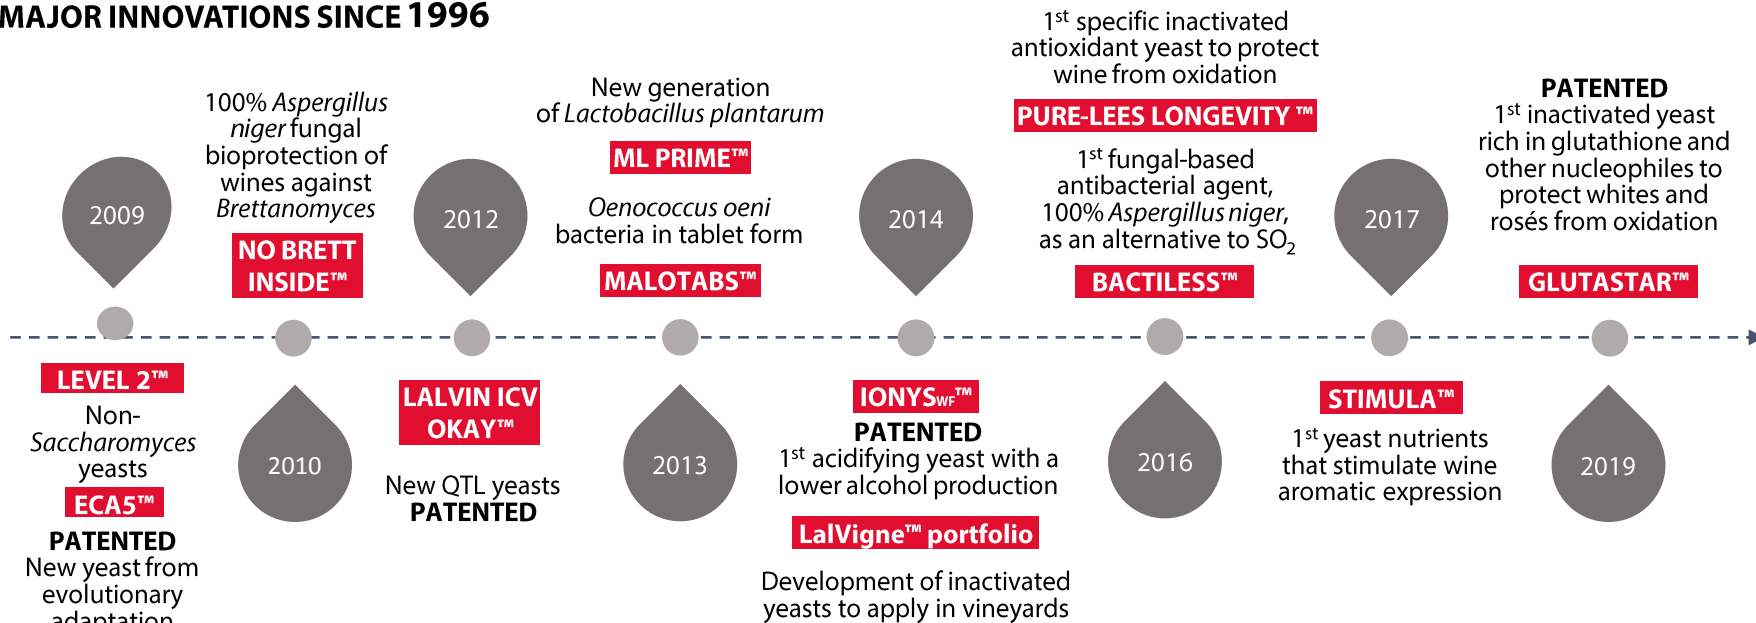 MAJOR INNOVATIONS SINCE 1996
2009
LEVEL 2™
Non-
Saccharomyces
yeasts
ECA5™
PATENTED
New yeast from
evolutionary
adaptation
100% Aspergillus
niger fungal
bioprotection of
wines against
Brettanomyces
NO BRETT
INSIDE™
2010
2012
LALVIN ICV
OKAY™
New QTL yeasts
PATENTED
New generation
of Lactobacillus plantarum
ML PRIME™
Oenococcus oeni
bacteria in tablet form
MALOTABS™
2013
2014
IONYSWF™
PATENTED
1st acidifying yeast with a
lower alcohol production
LalVigne™ portfolio
Development of inactivated
yeasts to apply in vineyards
1st specific inactivated
antioxidant yeast to protect
wine from oxidation
PURE-LEES LONGEVITY ™
1st fungal-based
antibacterial agent,
100% Aspergillus niger,
as an alternative to SO2
BACTILESS™
2016
2017
STIMULA™
1st yeast nutrients
that stimulate wine
aromatic expression
PATENTED
1st inactivated yeast
rich in glutathione and
other nucleophiles to
protect whites and
rosés from oxidation
GLUTASTAR™
2019